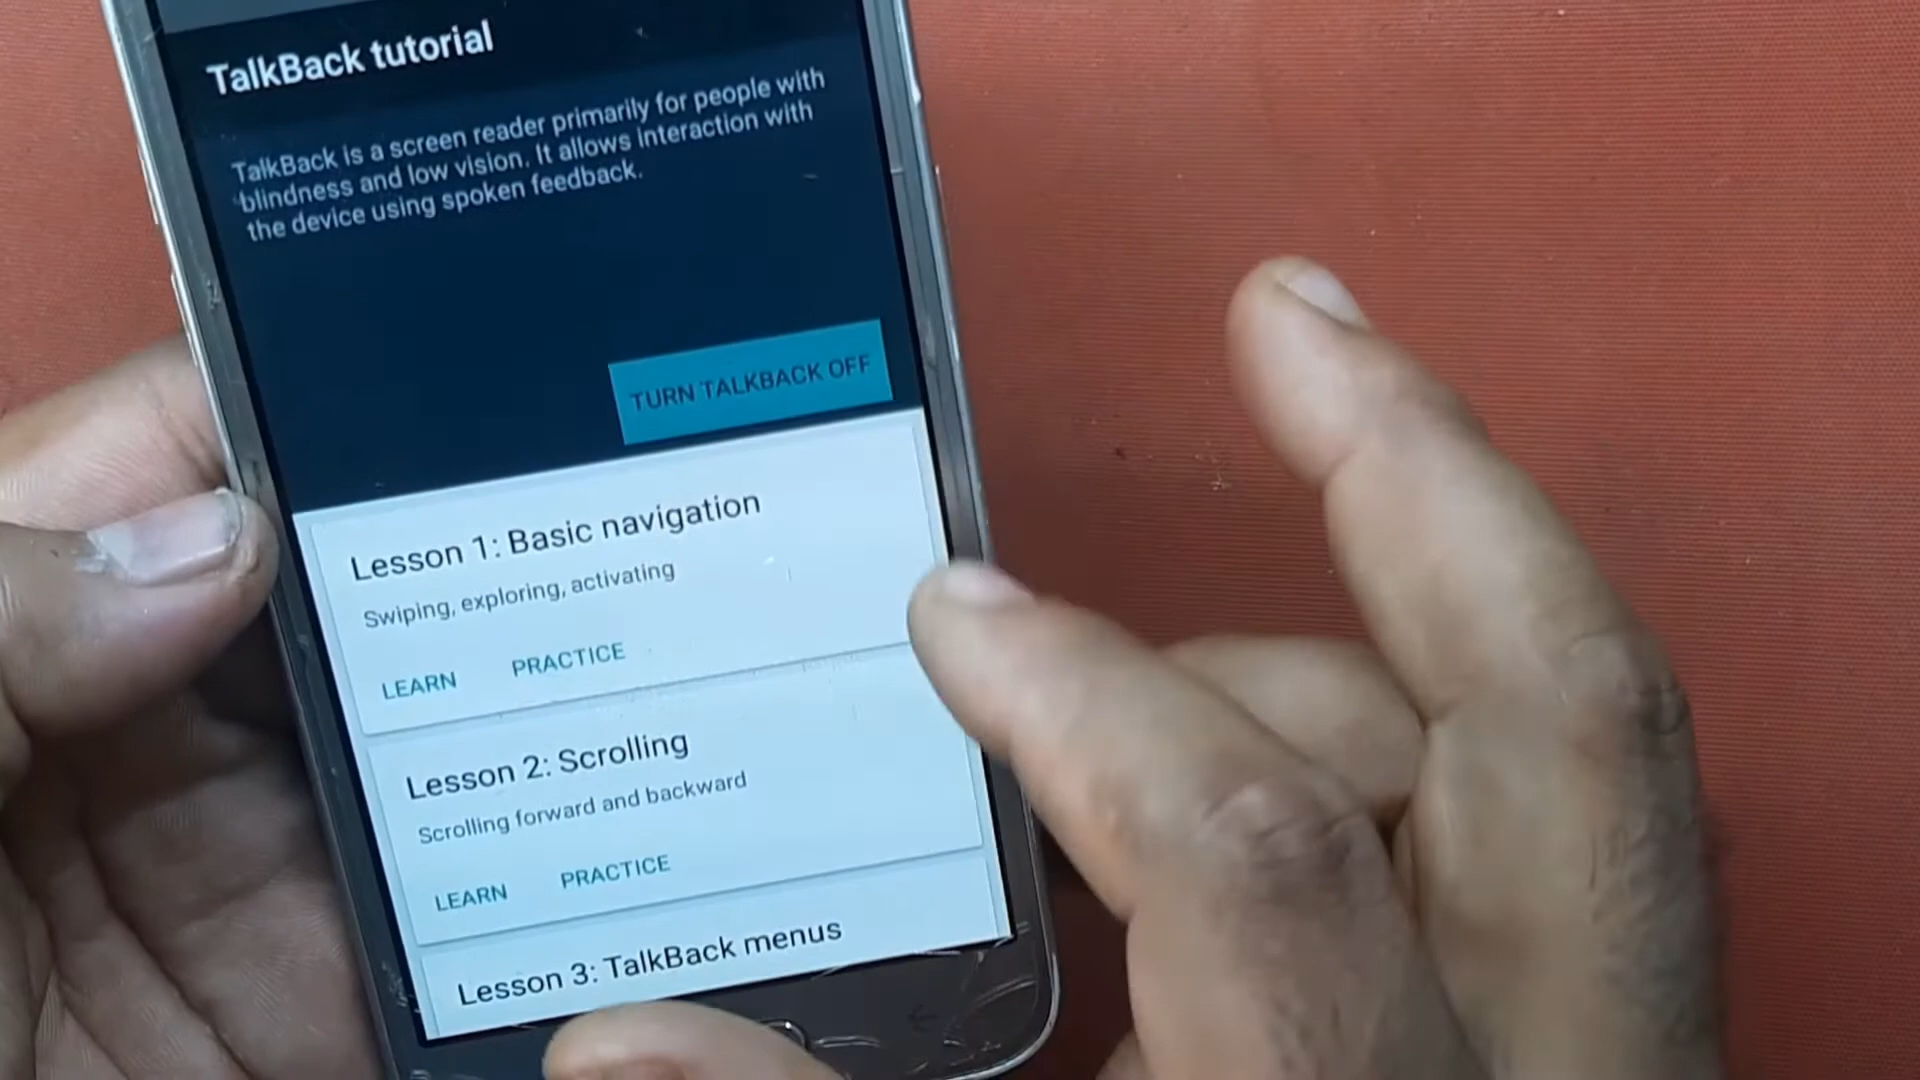 TalkBack tutorial
TalkBack is a screen reader primarily for people with
blindness and low vision. It allows interaction with
the device using spoken feedback.
TURN TALKBACK OFF
Lesson 1: Basic navigation
Swiping, exploring, activating
LEARN PRACTICE
Lesson 2: Scrolling
Scrolling forward and backward
LEARN PRACTICE
Lesson 3: TalkBack menus